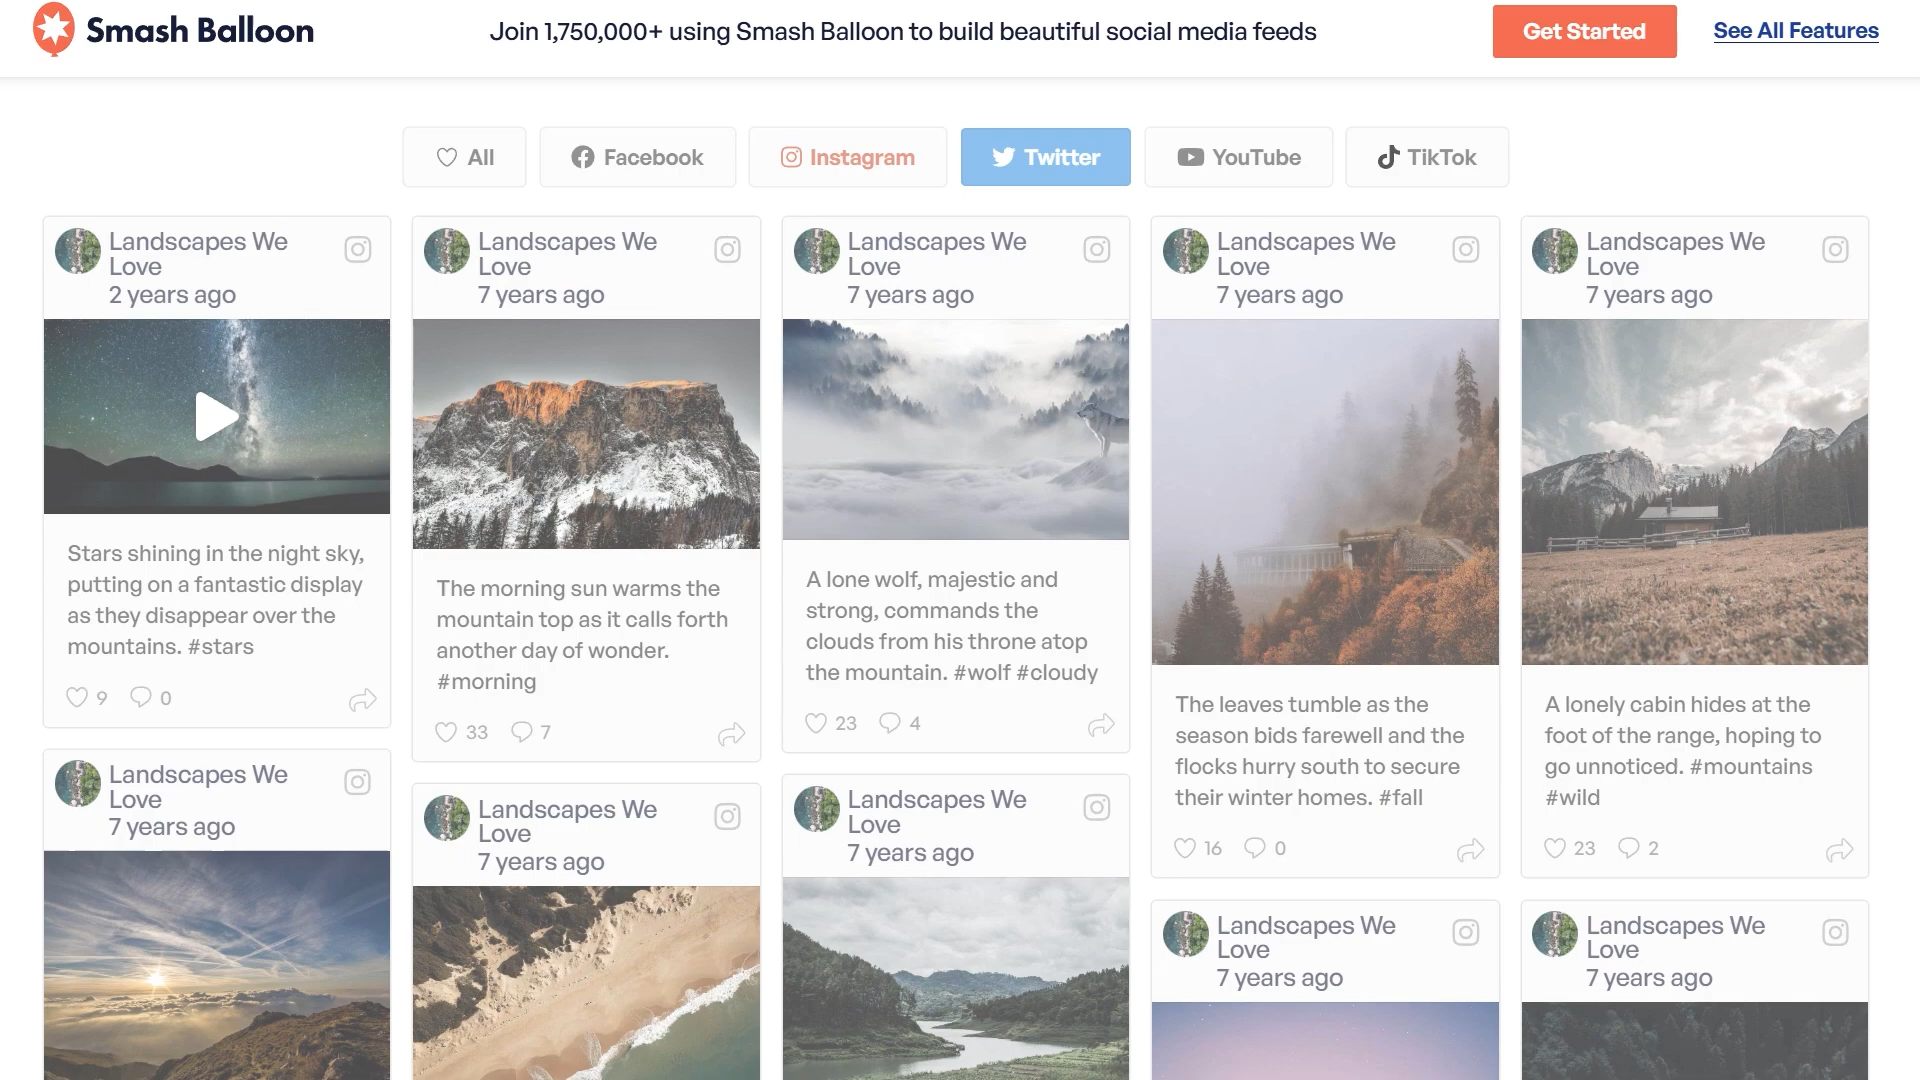 Smash Balloon
Join 1,750,000+ using Smash Balloon to build beautiful social media feeds
Get Started
See All Features
All
Facebook
Instagram
Twitter
YouTube
TikTok
Landscapes We
Love
2 years ago
Stars shining in the night sky,
putting on a fantastic display
as they disappear over the
mountains. #stars
9
0
Landscapes We
Love
7 years ago
Landscapes We
Love
7 years ago
The morning sun warms the
mountain top as it calls forth
another day of wonder.
#morning
33
7
Landscapes We
Love
7 years ago
Landscapes We
Love
7 years ago
A lone wolf, majestic and
strong, commands the
clouds from his throne atop
the mountain. #wolf #cloudy
23
4
Landscapes We
Love
7 years ago
Landscapes We
Love
7 years ago
The leaves tumble as the
season bids farewell and the
flocks hurry south to secure
their winter homes. #fall
16
0
Landscapes We
Love
7 years ago
Landscapes We
Love
7 years ago
A lonely cabin hides at the
foot of the range, hoping to
go unnoticed. #mountains
#wild
23
2
Landscapes We
Love
7 years ago